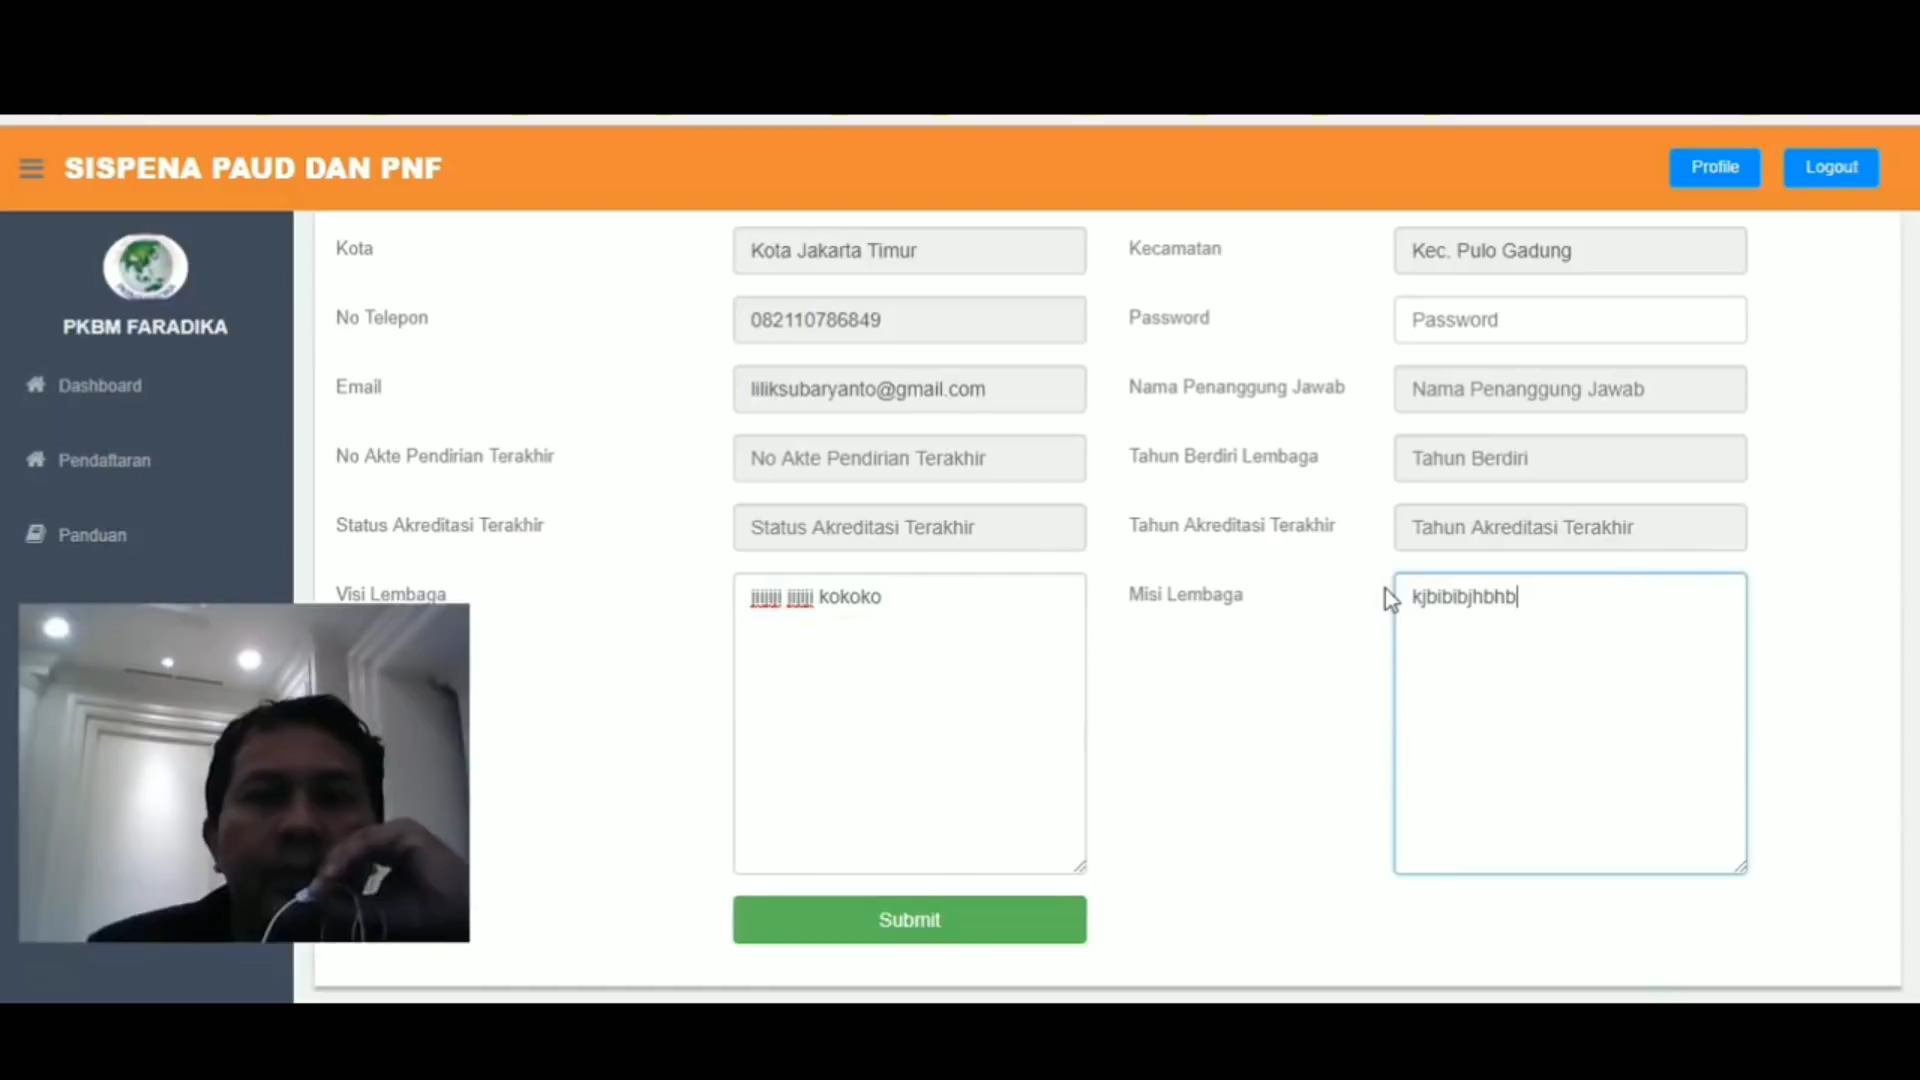 SISPENA PAUD DAN PNF
Profile
Logout
PKBM FARADIKA
Dashboard
Pendaftaran
Panduan
Kota
Kota Jakarta Timur
Kecamatan
Kec. Pulo Gadung
No Telepon
082110786849
Password
Password
Email
liliksubaryanto@gmail.com
Nama Penanggung Jawab
Nama Penanggung Jawab
No Akte Pendirian Terakhir
No Akte Pendirian Terakhir
Tahun Berdiri Lembaga
Tahun Berdiri
Status Akreditasi Terakhir
Status Akreditasi Terakhir
Tahun Akreditasi Terakhir
Tahun Akreditasi Terakhir
Visi Lembaga
kokoko
Misi Lembaga
kjbibibjhbhb
Submit